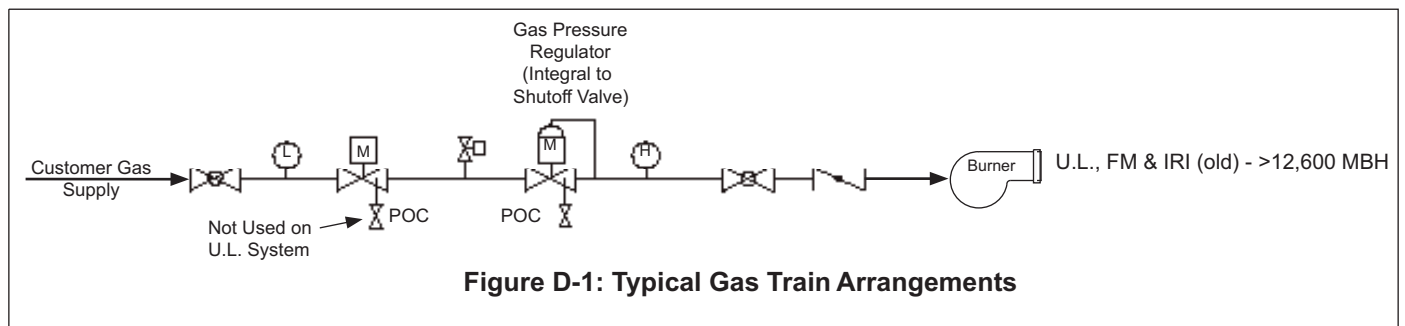 Gas Pressure
Regulator
(Integral to
Shutoff Valve)
L
M
M
H
Customer Gas
Supply
Burner
U.L., FM & IRI (old) - >12,600 MBH
Not Used on
U.L. System
POC
POC
Figure D-1: Typical Gas Train Arrangements